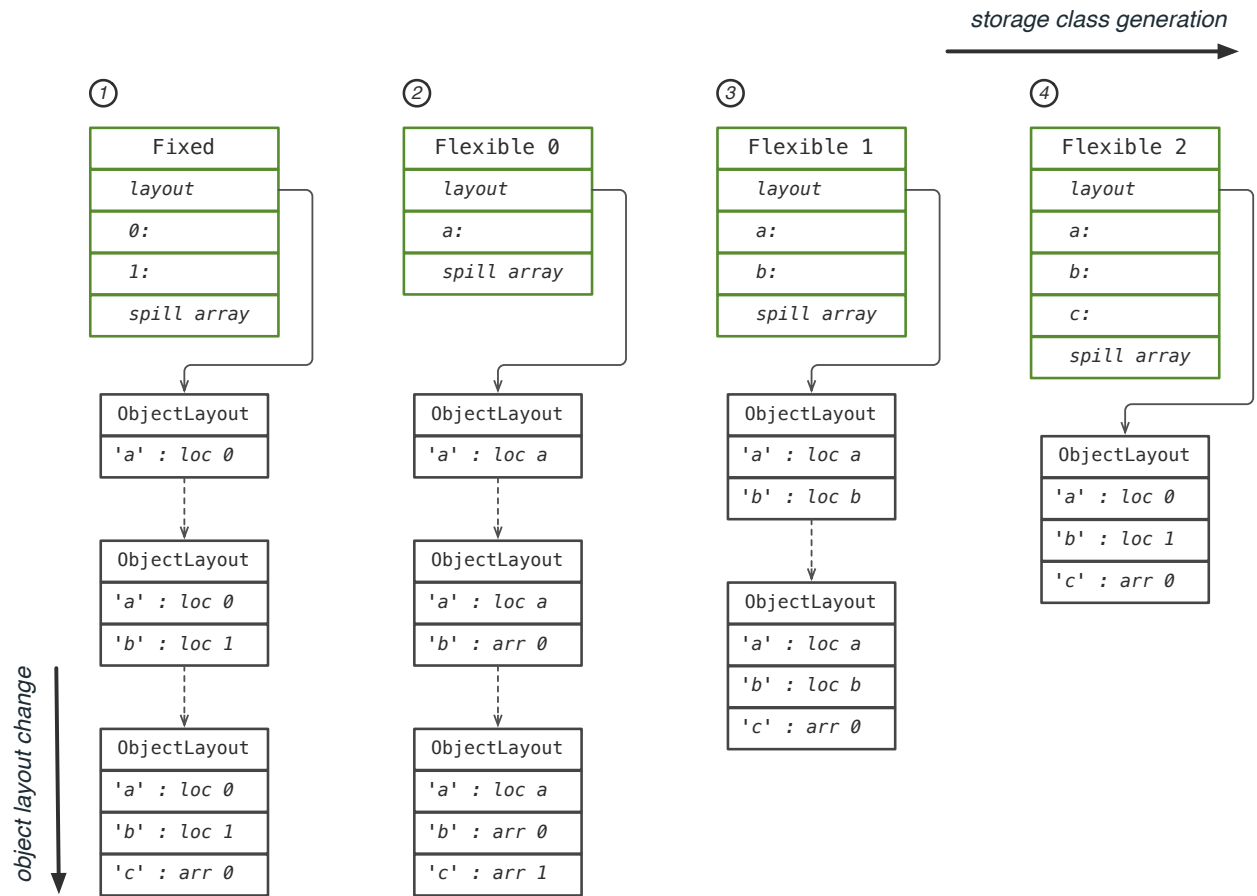 storage class generation
1
Fixed
layout
0:
1:
spill array
ObjectLayout
'a' : loc 0
ObjectLayout
'a' : loc 0
'b' : loc 1
ObjectLayout
'a' : loc 0
'b' : loc 1
'c' : arr 0
2
Flexible 0
layout
a:
spill array
ObjectLayout
'a' : loc a
ObjectLayout
'a' : loc a
'b' : arr 0
ObjectLayout
'a' : loc a
'b' : arr 0
'c' : arr 1
3
Flexible 1
layout
a:
b:
spill array
ObjectLayout
'a' : loc a
'b' : loc b
ObjectLayout
'a' : loc a
'b' : loc b
'c' : arr 0
4
Flexible 2
layout
a:
b:
c:
spill array
ObjectLayout
'a' : loc 0
'b' : loc 1
'c' : arr 0
object layout change